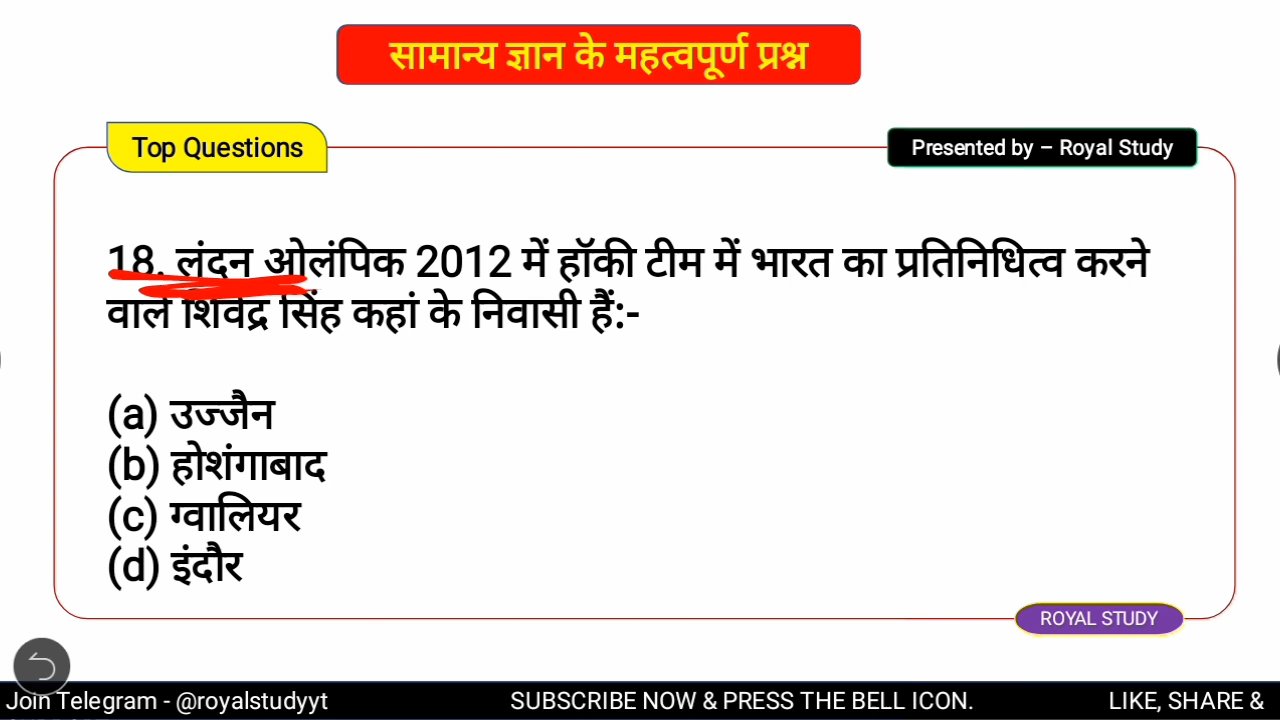 सामान्य ज्ञान के महत्वपूर्ण प्रश्न
Top Questions
Presented by – Royal Study
18. लंदन ओलंपिक 2012 में हॉकी टीम में भारत का प्रतिनिधित्व करने
वाले शिवेंद्र सिंह कहां के निवासी हैं:-
(a) उज्जैन
(b) होशंगाबाद
(c) ग्वालियर
(d) इंदौर
ROYAL STUDY
Join Telegram - @royalstudyyt
SUBSCRIBE NOW & PRESS THE BELL ICON.
LIKE, SHARE &